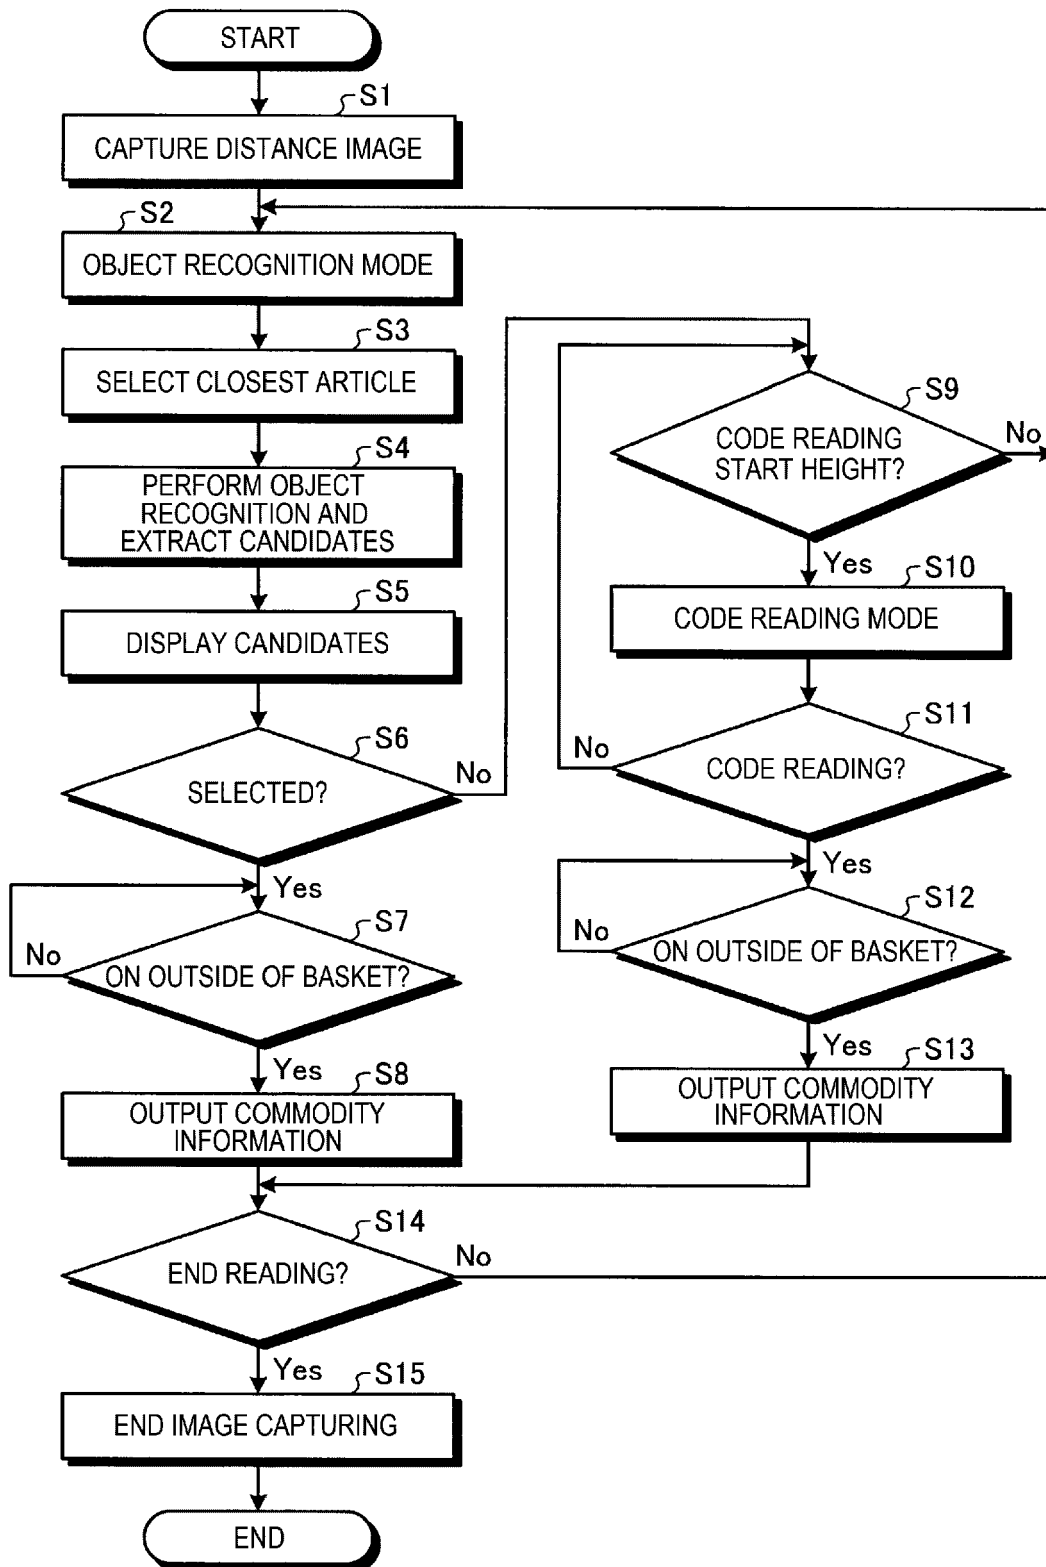 START
S1
CAPTURE DISTANCE IMAGE
S2
OBJECT RECOGNITION MODE
S3
SELECT CLOSEST ARTICLE
S4
PERFORM OBJECT
RECOGNITION AND
EXTRACT CANDIDATES
S5
DISPLAY CANDIDATES
S6
SELECTED?
No
Yes
S7
ON OUTSIDE OF BASKET?
No
Yes
S8
OUTPUT COMMODITY
INFORMATION
S9
CODE READING
START HEIGHT?
No
Yes
S10
CODE READING MODE
S11
CODE READING?
No
Yes
S12
ON OUTSIDE OF BASKET?
No
Yes
S13
OUTPUT COMMODITY
INFORMATION
S14
END READING?
No
Yes
S15
END IMAGE CAPTURING
END